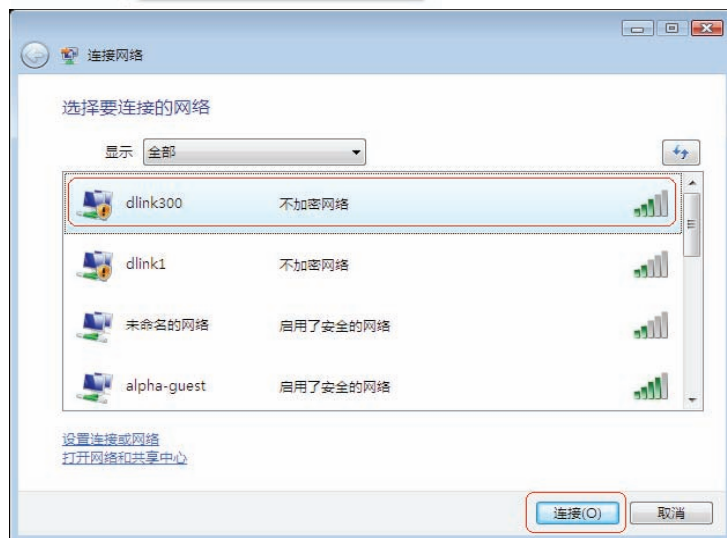 连接网络
选择要连接的网络
显示 全部
dlink300 不加密网络
dlink1 不加密网络
未命名的网络 启用了安全的网络
alpha-guest 启用了安全的网络
设置连接或网络
打开网络和共享中心
连接(O) 取消